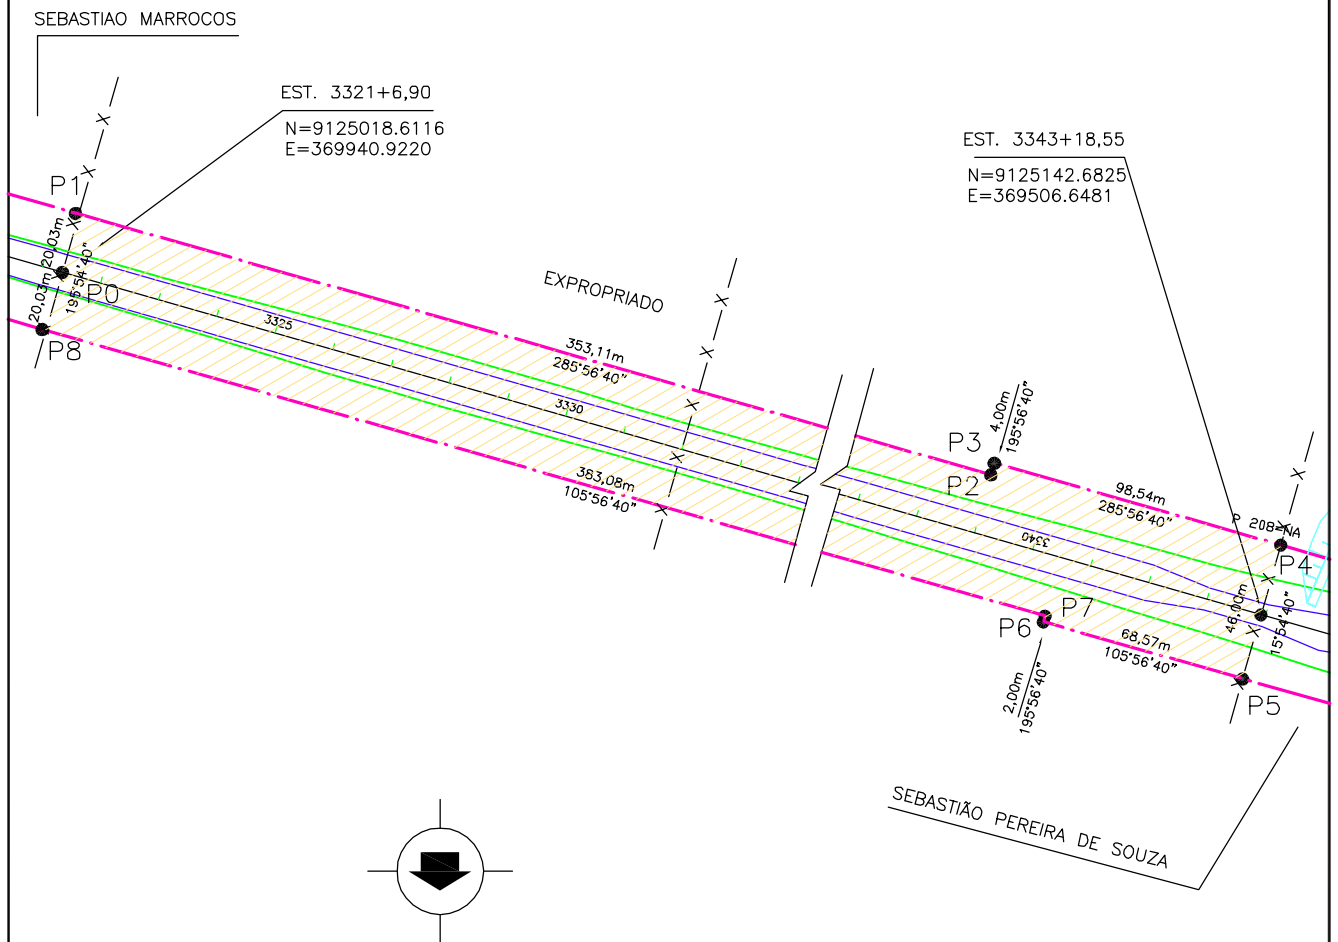 SEBASTIAO MARROCOS
EST. 3321+6,90
N=9125018.6116
E=369940.9220
EST. 3343+18,55
N=9125142.6825
E=369506.6481
P1
20,03m
195°54'40"
P0
20,03m
P8
3325
EXPROPRIADO
353,11m
285°56'40"
3330
383,08m
105°56'40"
P3
P2
4,00m
195°56'40"
98,54m
285°56'40"
3340
P
208=NA
P4
46,00m
15°54'40"
P7
P6
2,00m
195°56'40"
68,57m
105°56'40"
P5
SEBASTIÃO PEREIRA DE SOUZA
X
X
X
X
X
X
X
X
X
X
X
X
X
X